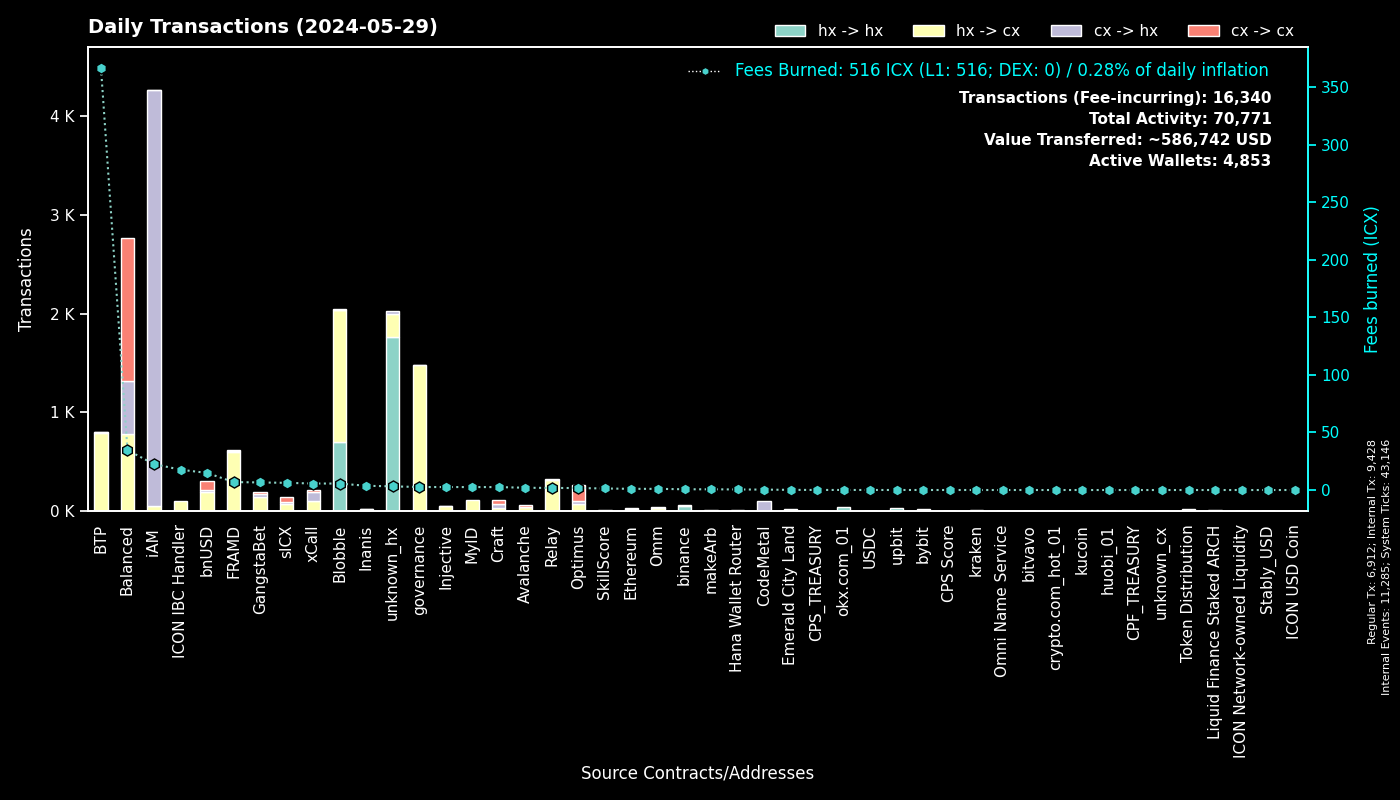 Daily Transactions (2024-05-29)
hx -> hx
hx -> cx
cx -> hx
cx -> cx
Fees Burned: 516 ICX (L1: 516; DEX: 0) / 0.28% of daily inflation
Transactions (Fee-incurring): 16,340
Total Activity: 70,771
Value Transferred: ~586,742 USD
Active Wallets: 4,853
Transactions
4 K
3 K
2 K
1 K
0 K
350
300
250
200
150
100
50
0
Fees burned (ICX)
BTP
Balanced
iAM
ICON IBC Handler
bnUSD
FRAMD
GangstaBet
sICX
xCall
Blobble
Inanis
unknown_hx
governance
Injective
MyID
Craft
Avalanche
Relay
Optimus
SkillScore
Ethereum
Omm
binance
makeArb
Hana Wallet Router
CodeMetal
Emerald City Land
CPS_TREASURY
okx.com_01
USDC
upbit
bybit
CPS Score
kraken
Omni Name Service
bitvavo
crypto.com_hot_01
kucoin
huobi_01
CPF_TREASURY
unknown_cx
Token Distribution
Liquid Finance Staked ARCH
ICON Network-owned Liquidity
Stably_USD
ICON USD Coin
Source Contracts/Addresses
Regular Tx: 6,912; Internal Tx: 9,428
Internal Events: 11,285; System Ticks: 43,146